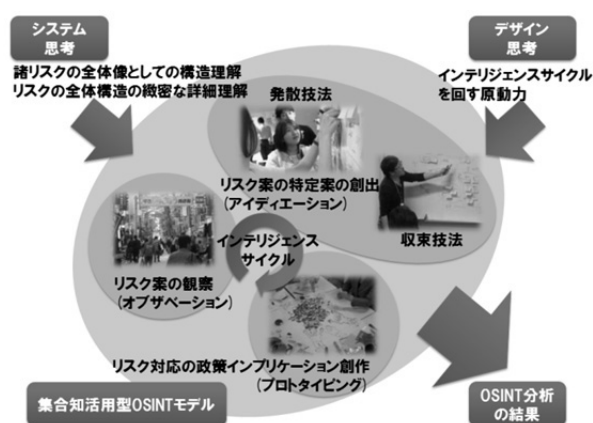 システム
思考
諸リスクの全体像としての構造理解
リスクの全体構造の緻密な詳細理解
デザイン
思考
インテリジェンスサイクル
を回す原動力
発散技法
リスク案の特定案の創出
(アイディエーション)
収束技法
インテリジェンス
サイクル
リスク案の観察
(オブザベーション)
リスク対応の政策インプリケーション創作
(プロトタイピング)
集合知活用型OSINTモデル
OSINT分析
の結果